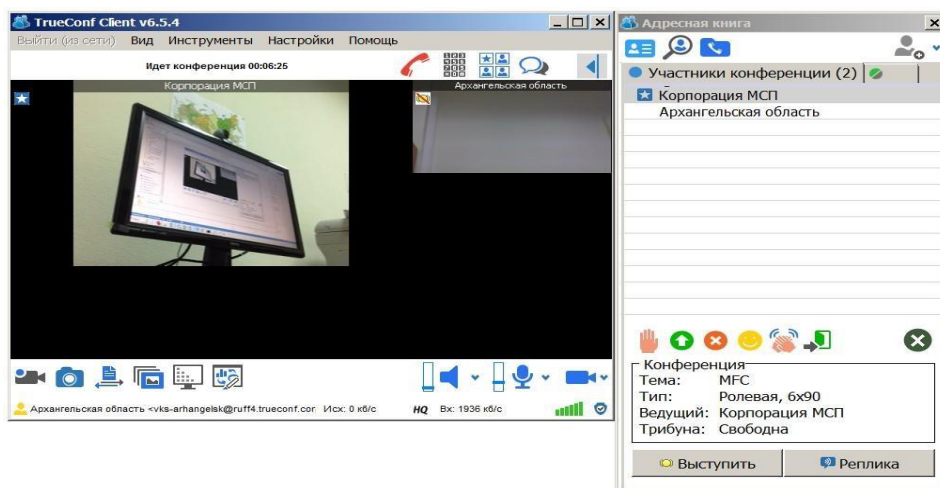 TrueConf Client v6.5.4
Выйти (из сети) Вид Инструменты Настройки Помощь
Идет конференция 00:06:25
Корпорация МСП
Архангельская область
Архангельская область <vks-arhangelsk@ruff4.trueconf.cor Исх: 0 кб/с HQ Вх: 1936 кб/с
Адресная книга
Участники конференции (2)
Корпорация МСП
Архангельская область
Конференция
Тема: MFC
Тип: Ролевая, 6x90
Ведущий: Корпорация МСП
Трибуна: Свободна
Выступить
Реплика